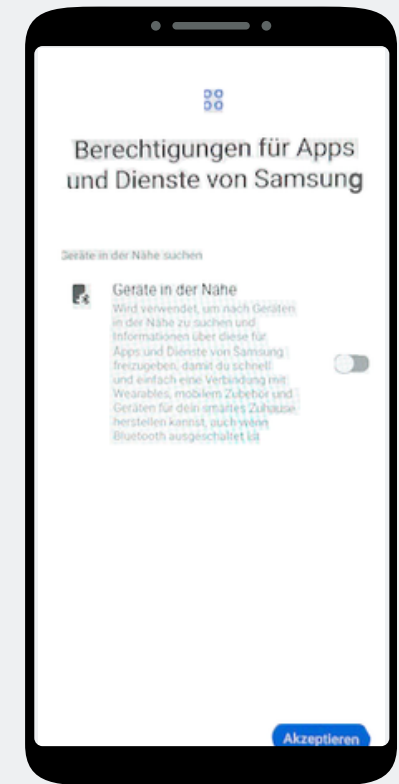 Berechtigungen für Apps
und Dienste von Samsung
Geräte in der Nähe suchen
Geräte in der Nähe
Wird verwendet, um nach Geräten
in der Nähe zu suchen und
Informationen über diese für
Apps und Dienste von Samsung
freizugeben, damit du schnell
und einfach eine Verbindung mit
Wearables, mobilem Zubehör und
Geräten für dein smartes Zuhause
herstellen kannst, auch wenn
Bluetooth ausgeschaltet ist
Akzeptieren